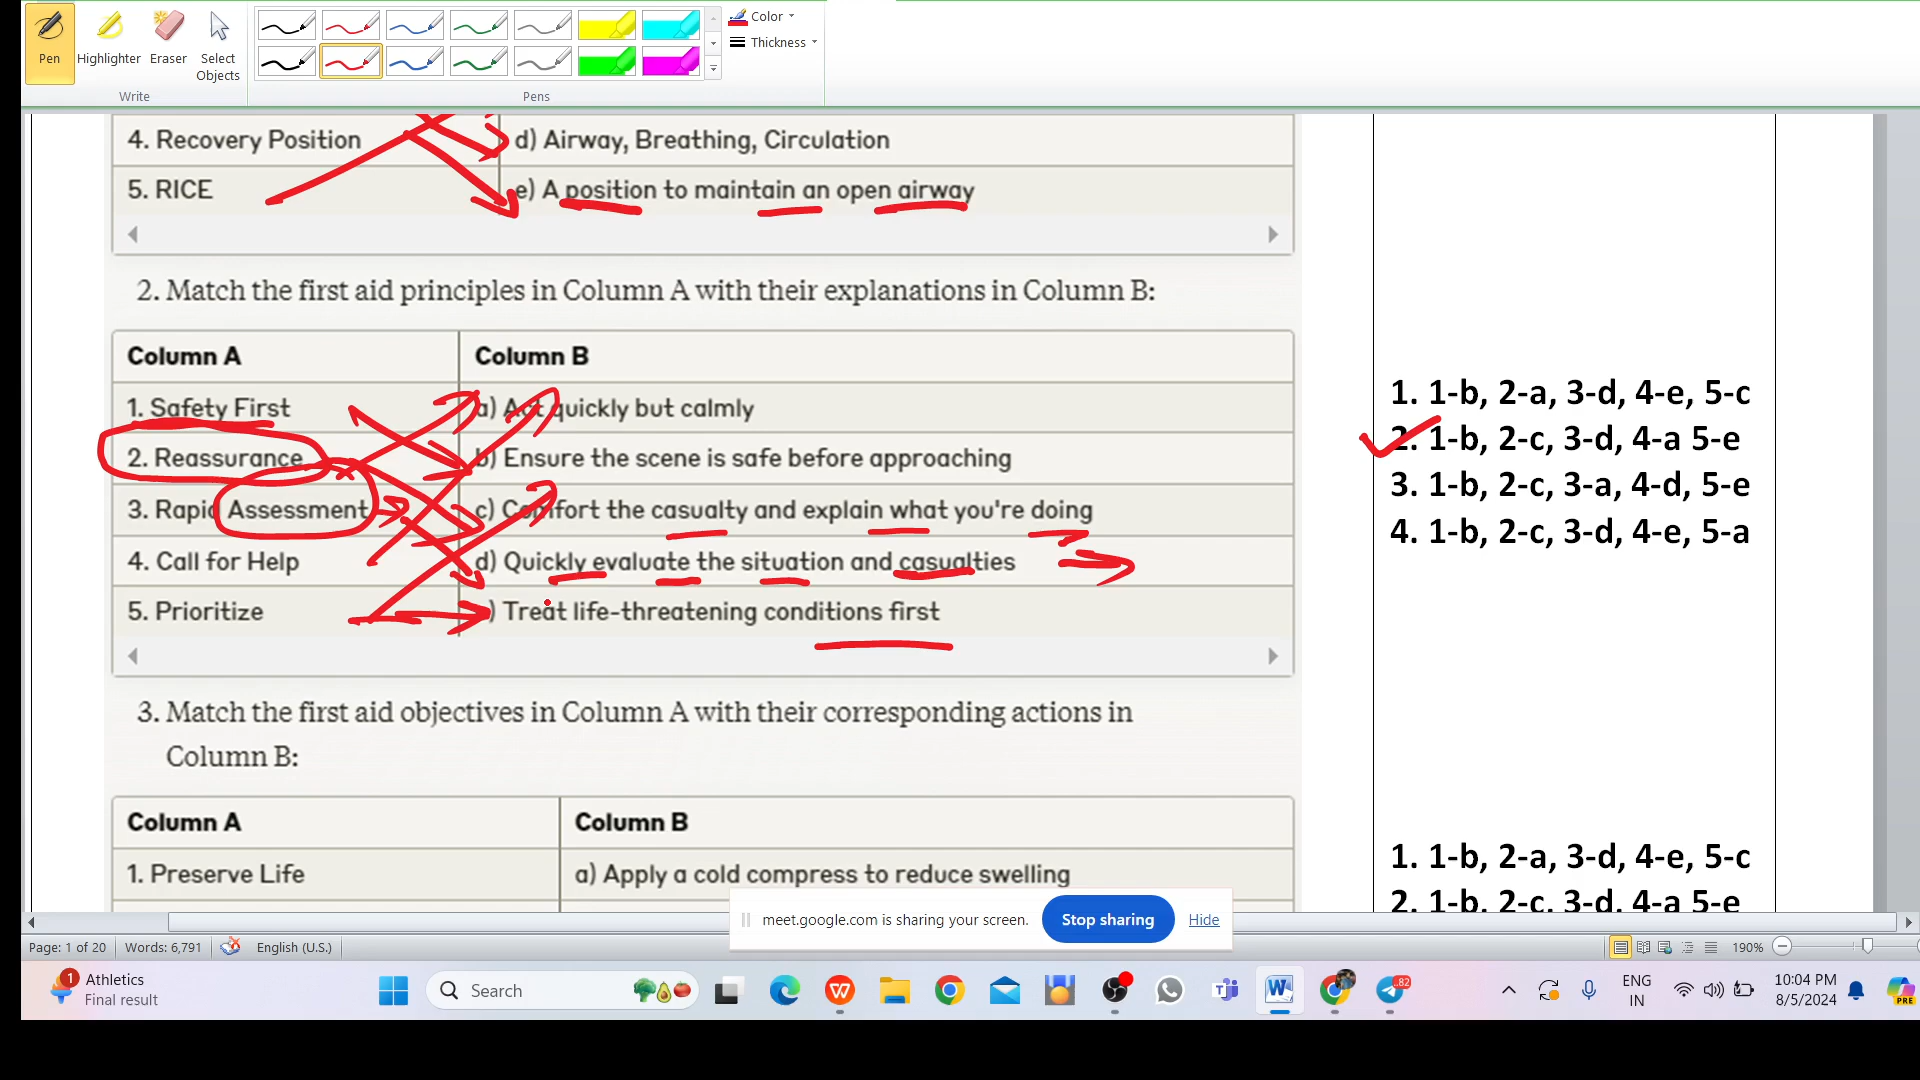 Pen
Highlighter
Eraser
Select Objects
Color
Thickness
Write
Pens
4. Recovery Position
d) Airway, Breathing, Circulation
5. RICE
e) A position to maintain an open airway
2. Match the first aid principles in Column A with their explanations in Column B:
Column A
Column B
1. Safety First
a) Act quickly but calmly
2. Reassurance
b) Ensure the scene is safe before approaching
3. Rapid Assessment
c) Comfort the casualty and explain what you're doing
4. Call for Help
d) Quickly evaluate the situation and casualties
5. Prioritize
) Treat life-threatening conditions first
1. 1-b, 2-a, 3-d, 4-e, 5-c
2. 1-b, 2-c, 3-d, 4-a 5-e
3. 1-b, 2-c, 3-a, 4-d, 5-e
4. 1-b, 2-c, 3-d, 4-e, 5-a
3. Match the first aid objectives in Column A with their corresponding actions in
Column B:
Column A
Column B
1. Preserve Life
a) Apply a cold compress to reduce swelling
1. 1-b, 2-a, 3-d, 4-e, 5-c
2. 1-b, 2-c, 3-d, 4-a 5-e
meet.google.com is sharing your screen.
Stop sharing
Hide
Page: 1 of 20
Words: 6,791
English (U.S.)
190%
1
Athletics
Final result
Search
82
ENG
IN
10:04 PM
8/5/2024
PRE